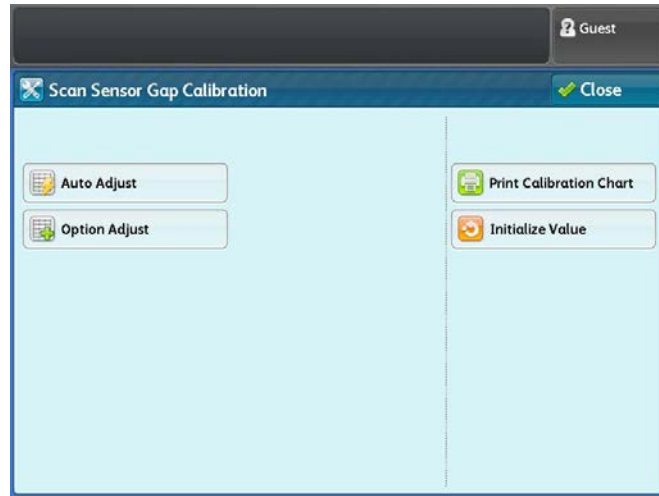 Guest
Scan Sensor Gap Calibration
Close
Auto Adjust
Print Calibration Chart
Option Adjust
Initialize Value